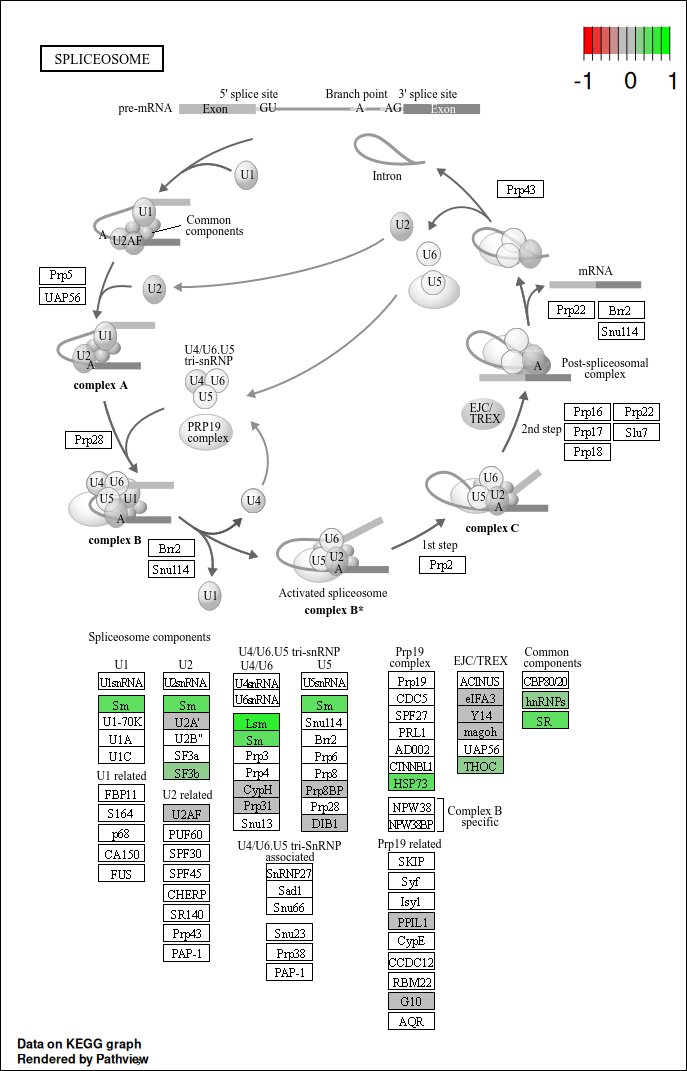 SPLICEOSOME
-1 0 1
5' splice site Branch point 3' splice site
pre-mRNA Exon GU A AG Exon
U1
Intron
Prp43
U1
A U2AF
Common
components
U2
U6
U5
Prp5
UAP56
U2
mRNA
Prp22 Brr2
Snu114
U1
U2
A
complex A
U4/U6.U5
tri-snRNP
U4 U6
U5
PRP19
complex
A
Post-spliceosomal
complex
EJC/
TREX
2nd step
Prp16 Prp22
Prp17 Slu7
Prp18
Prp28
U4 U6
U5 U1
A
complex B
U4
U6
U5 U2
A
complex C
Brr2
Snu114
U1
U6
U5 U2
A
Activated spliceosome
complex B*
1st step
Prp2
Spliceosome components
U1
U1snRNA
Sm
U1-70K
U1A
U1C
U1 related
FBP11
S164
p68
CA150
FUS
U2
U2snRNA
Sm
U2A'
U2B"
SF3a
SF3b
U2 related
U2AF
PUF60
SPF30
SPF45
CHERP
SR140
Prp43
PAP-1
U4/U6.U5 tri-snRNP
U4/U6
U4snRNA
U6snRNA
Lsm
Sm
Prp3
Prp4
CypH
Prp31
Snu13
U5
U5snRNA
Sm
Snu114
Brr2
Prp6
Prp8
Prp8BP
Prp28
DIB1
U4/U6.U5 tri-SnRNP
associated
SnRNP27
Sad1
Snu66
Snu23
Prp38
PAP-1
Prp19
complex
Prp19
CDC5
SPF27
PRL1
AD002
CTNNBL1
HSP73
NPW38
NPW38BP
Complex B
specific
Prp19 related
SKIP
Syf
Isy1
PPIL1
CypE
CCDC12
RBM22
G10
AQR
EJC/TREX
ACINUS
eIFA3
Y14
magoh
UAP56
THOC
Common
components
CBP80/20
hnRNPs
SR
Data on KEGG graph
Rendered by Pathview